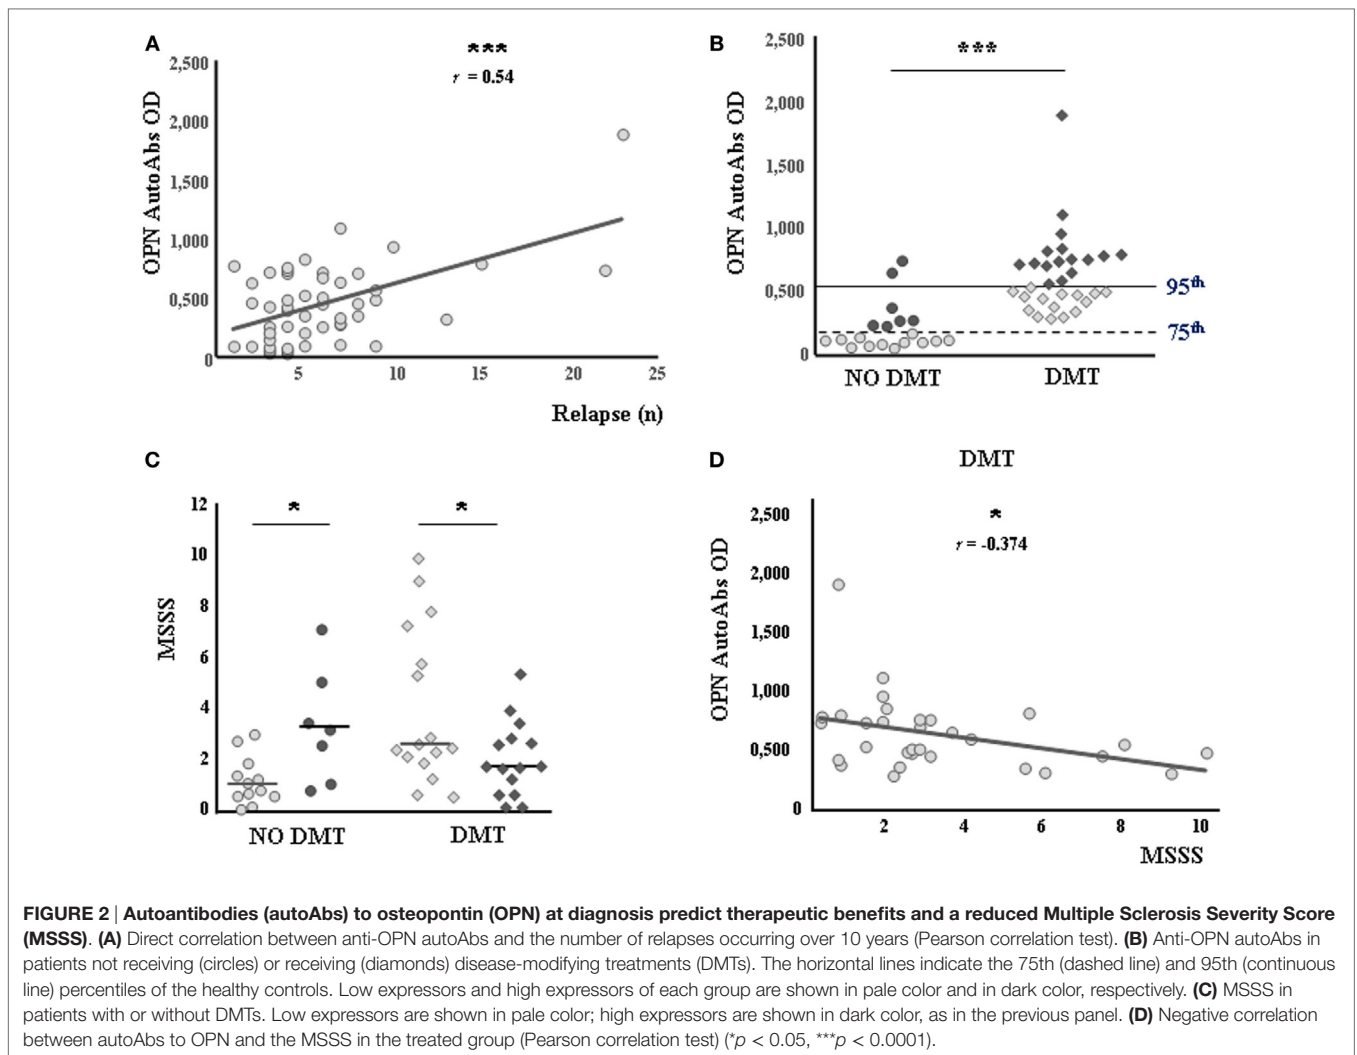 A
***
r = 0.54
OPN AutoAbs OD
2,500
2,000
1,500
1,000
0,500
0
5 10 15 20 25
Relapse (n)
B
***
OPN AutoAbs OD
2,500
2,000
1,500
1,000
0,500
0
95th
75th
NO DMT DMT
C
* *
MSSS
12
10
8
6
4
2
0
NO DMT DMT
D
DMT
*
r = -0.374
OPN AutoAbs OD
2,500
2,000
1,500
1,000
0,500
0
2 4 6 8 10
MSSS
FIGURE 2 | Autoantibodies (autoAbs) to osteopontin (OPN) at diagnosis predict therapeutic benefits and a reduced Multiple Sclerosis Severity Score
(MSSS). (A) Direct correlation between anti-OPN autoAbs and the number of relapses occurring over 10 years (Pearson correlation test). (B) Anti-OPN autoAbs in
patients not receiving (circles) or receiving (diamonds) disease-modifying treatments (DMTs). The horizontal lines indicate the 75th (dashed line) and 95th (continuous
line) percentiles of the healthy controls. Low expressors and high expressors of each group are shown in pale color and in dark color, respectively. (C) MSSS in
patients with or without DMTs. Low expressors are shown in pale color; high expressors are shown in dark color, as in the previous panel. (D) Negative correlation
between autoAbs to OPN and the MSSS in the treated group (Pearson correlation test) (*p < 0.05, ***p < 0.0001).